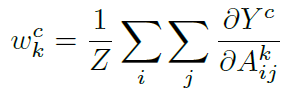 w_k^c = \frac{1}{Z} \sum_i \sum_j \frac{\partial Y^c}{\partial A_{ij}^k}